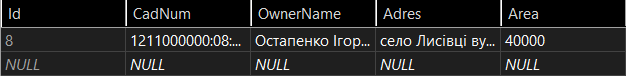 Id CadNum OwnerName Adres Area
8 1211000000:08:... Остапенко Ігор... село Лисівці ву... 40000
NULL NULL NULL NULL NULL